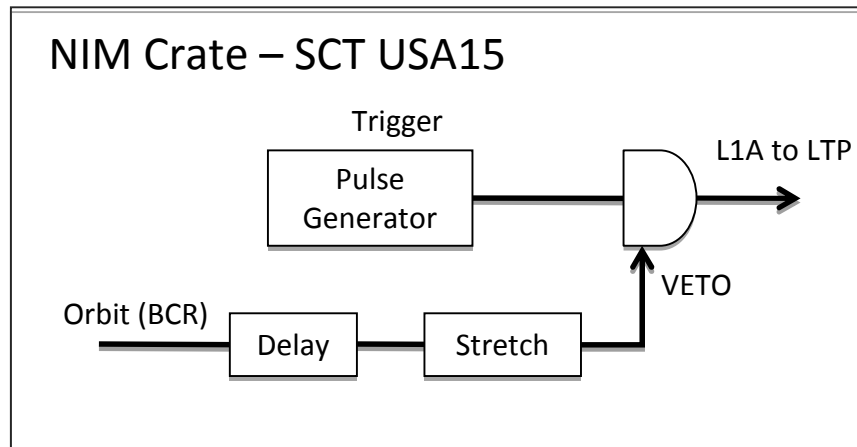 NIM Crate – SCT USA15
Trigger
Pulse
Generator
L1A to LTP
VETO
Orbit (BCR)
Delay
Stretch